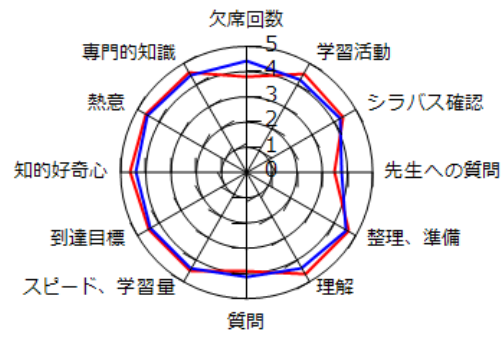 欠席回数
専門的知識
5
学習活動
4
熱意
3
シラバス確認
2
1
知的好奇心
0
先生への質問
到達目標
整理、準備
スピード、学習量
理解
質問